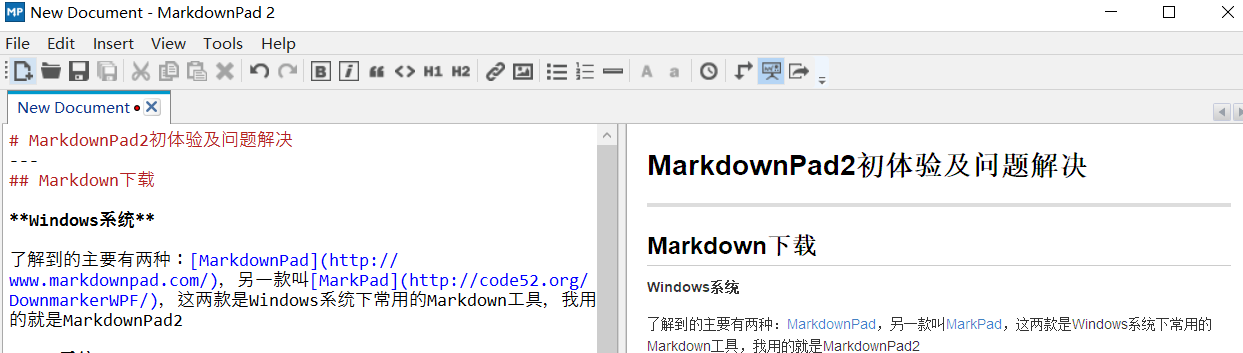 New Document - MarkdownPad 2
File Edit Insert View Tools Help
B i H1 H2 A a
New Document
# MarkdownPad2初体验及问题解决
---
## Markdown下载
**Windows系统**
了解到的主要有两种：[MarkdownPad](http://
www.markdownpad.com/)，另一款叫[MarkPad](http://code52.org/
DownmarkerWPF/)，这两款是Windows系统下常用的Markdown工具，我用
的就是MarkdownPad2
MarkdownPad2初体验及问题解决
Markdown下载
Windows系统
了解到的主要有两种：MarkdownPad，另一款叫MarkPad，这两款是Windows系统下常用的
Markdown工具，我用的就是MarkdownPad2